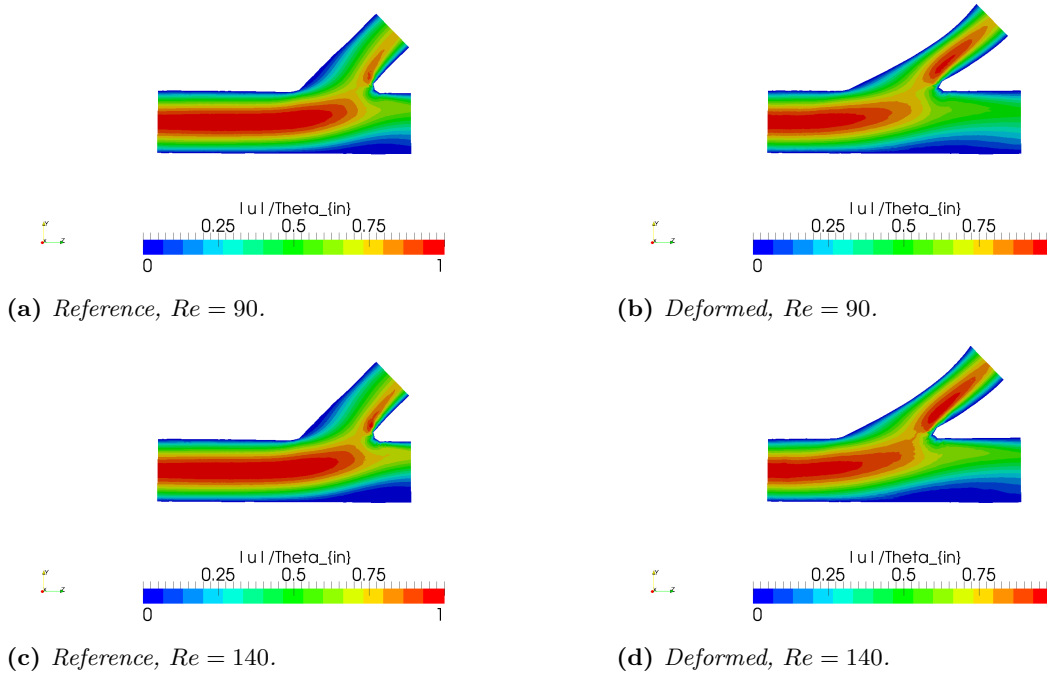 | u | /Theta_{in}
0.25 0.5 0.75
0 1
| u | /Theta_{in}
0.25 0.5 0.75
0
(a) Reference, Re = 90.
(b) Deformed, Re = 90.
| u | /Theta_{in}
0.25 0.5 0.75
0 1
| u | /Theta_{in}
0.25 0.5 0.75
0
(c) Reference, Re = 140.
(d) Deformed, Re = 140.